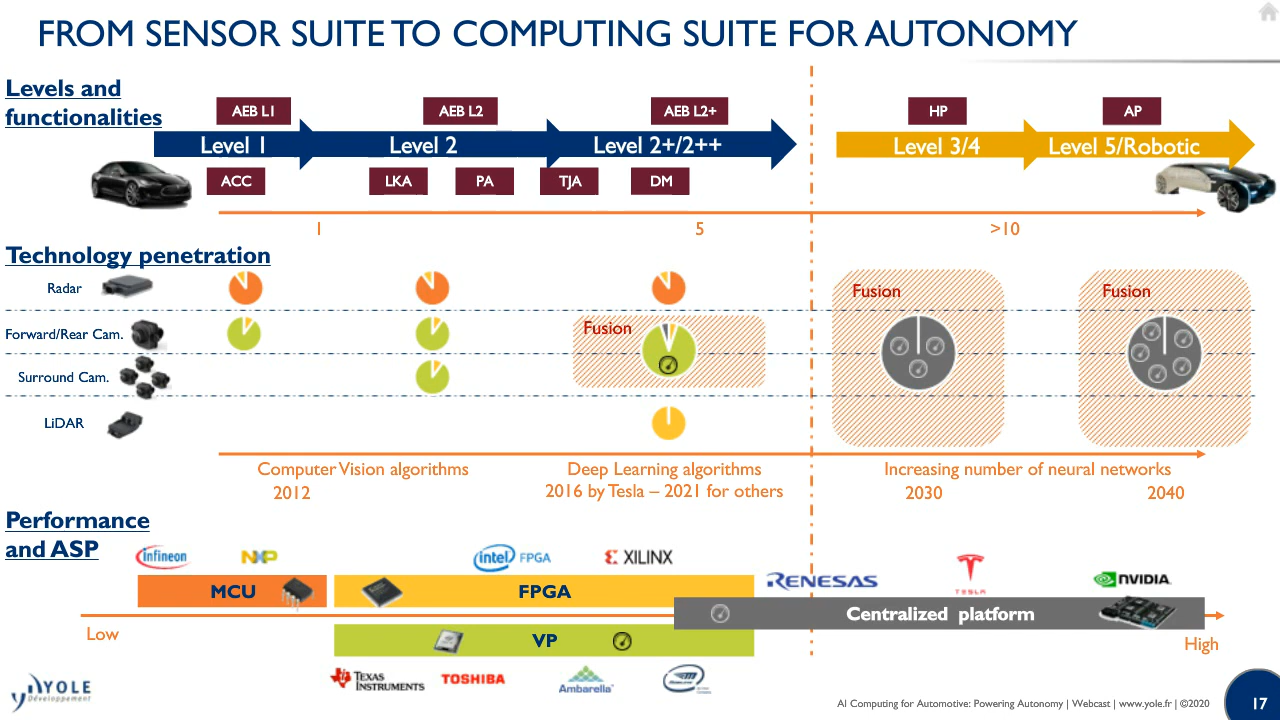 FROM SENSOR SUITE TO COMPUTING SUITE FOR AUTONOMY
Levels and
functionalities
AEB L1
AEB L2
AEB L2+
HP
AP
Level 1
Level 2
Level 2+/2++
Level 3/4
Level 5/Robotic
ACC
LKA
PA
TJA
DM
1
5
>10
Technology penetration
Radar
Fusion
Fusion
Forward/Rear Cam.
Fusion
Surround Cam.
LiDAR
Computer Vision algorithms
2012
Deep Learning algorithms
2016 by Tesla – 2021 for others
Increasing number of neural networks
2030
2040
Performance
and ASP
infineon
NXP
intel FPGA
XILINX
RENESAS
TESLA
NVIDIA
MCU
FPGA
Centralized platform
Low
VP
High
TEXAS
INSTRUMENTS
TOSHIBA
Ambarella
YOLE
Développement
AI Computing for Automotive: Powering Autonomy | Webcast | www.yole.fr | ©2020
17